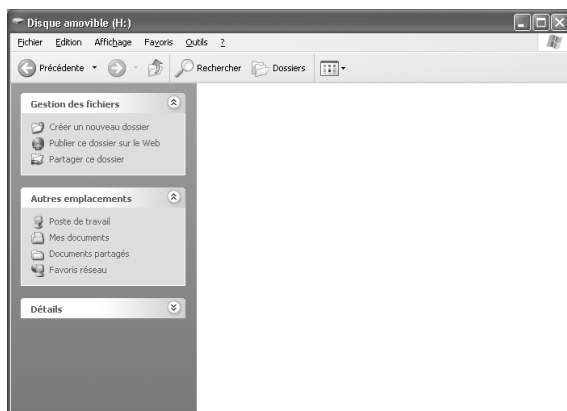 Disque amovible (H:)
Fichier Edition Affichage Favoris Outils ?
Précédente Rechercher Dossiers
Gestion des fichiers
Créer un nouveau dossier
Publier ce dossier sur le Web
Partager ce dossier
Autres emplacements
Poste de travail
Mes documents
Documents partagés
Favoris réseau
Détails